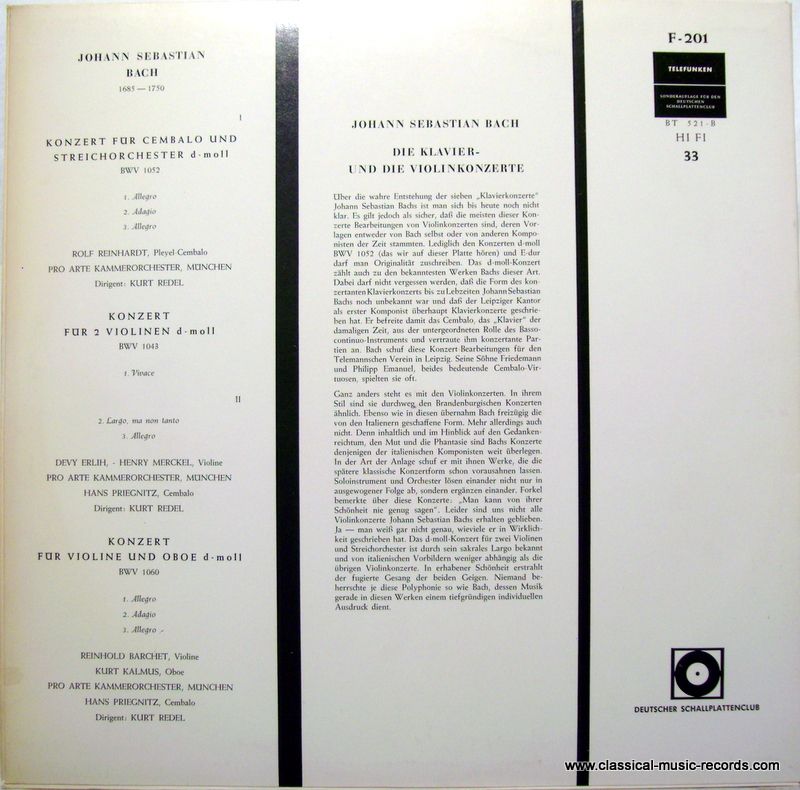 JOHANN SEBASTIAN
BACH
1685 — 1750
I
KONZERT FÜR CEMBALO UND
STREICHORCHESTER d-moll
BWV 1052
1. Allegro
2. Adagio
3. Allegro
ROLF REINHARDT, Pleyel-Cembalo
PRO ARTE KAMMERORCHESTER, MÜNCHEN
Dirigent: KURT REDEL
KONZERT
FÜR 2 VIOLINEN d-moll
BWV 1043
1. Vivace
II
2. Largo, ma non tanto
3. Allegro
DEVY ERLIH, - HENRY MERCKEL, Violine
PRO ARTE KAMMERORCHESTER, MÜNCHEN
HANS PRIEGNITZ, Cembalo
Dirigent: KURT REDEL
KONZERT
FÜR VIOLINE UND OBOE d-moll
BWV 1060
1. Allegro
2. Adagio
3. Allegro -
REINHOLD BARCHET, Violine
KURT KALMUS, Oboe
PRO ARTE KAMMERORCHESTER, MÜNCHEN
HANS PRIEGNITZ, Cembalo
Dirigent: KURT REDEL
JOHANN SEBASTIAN BACH
DIE KLAVIER-
UND DIE VIOLINKONZERTE
Über die wahre Entstehung der sieben „Klavierkonzerte"
Johann Sebastian Bachs ist man sich bis heute noch nicht
klar. Es gilt jedoch als sicher, daß die meisten dieser Kon-
zerte Bearbeitungen von Violinkonzerten sind, deren Vor-
lagen entweder von Bach selbst oder von anderen Kompo-
nisten der Zeit stammten. Lediglich den Konzerten d-moll
BWV 1052 (das wir auf dieser Platte hören) und E-dur
darf man Originalität zuschreiben. Das d-moll-Konzert
zählt auch zu den bekanntesten Werken Bachs dieser Art.
Dabei darf nicht vergessen werden, daß die Form des kon-
zertanten Klavierkonzerts bis zu Lebzeiten Johann Sebastian
Bachs noch unbekannt war und daß der Leipziger Kantor
als erster Komponist überhaupt Klavierkonzerte geschrie-
ben hat. Er befreite damit das Cembalo, das „Klavier" der
damaligen Zeit, aus der untergeordneten Rolle des Basso-
continuo-Instruments und vertraute ihm konzertante Par-
tien an. Bach schuf diese Konzert-Bearbeitungen für den
Telemannschen Verein in Leipzig. Seine Söhne Friedemann
und Philipp Emanuel, beides bedeutende Cembalo-Vir-
tuosen, spielten sie oft.
Ganz anders steht es mit den Violinkonzerten. In ihrem
Stil sind sie durchweg den Brandenburgischen Konzerten
ähnlich. Ebenso wie in diesen übernahm Bach freizügig die
von den Italienern geschaffene Form. Mehr allerdings auch
nicht. Denn inhaltlich und im Hinblick auf den Gedanken-
reichtum, den Mut und die Phantasie sind Bachs Konzerte
denjenigen der italienischen Komponisten weit überlegen.
In der Art der Anlage schuf er mit ihnen Werke, die die
spätere klassische Konzertform schon vorausahnen lassen.
Soloinstrument und Orchester lösen einander nicht nur in
ausgewogener Folge ab, sondern ergänzen einander. Forkel
bemerkte über diese Konzerte: „Man kann von ihrer
Schönheit nie genug sagen". Leider sind uns nicht alle
Violinkonzerte Johann Sebastian Bachs erhalten geblieben.
Ja — man weiß gar nicht genau, wieviele er in Wirklich-
keit geschrieben hat. Das d-moll-Konzert für zwei Violinen
und Streichorchester ist durch sein sakrales Largo bekannt
und von italienischen Vorbildern weniger abhängig als die
übrigen Violinkonzerte. In erhabener Schönheit erstrahlt
der fugierte Gesang der beiden Geigen. Niemand be-
herrschte je diese Polyphonie so wie Bach, dessen Musik
gerade in diesen Werken einem tiefgründigen individuellen
Ausdruck dient.
F-201
TELEFUNKEN
SONDERAUFLAGE FÜR DEN
DEUTSCHEN
SCHALLPLATTENCLUB
BT 521-B
HI FI
33
DEUTSCHER SCHALLPLATTENCLUB
www.classical-music-records.com